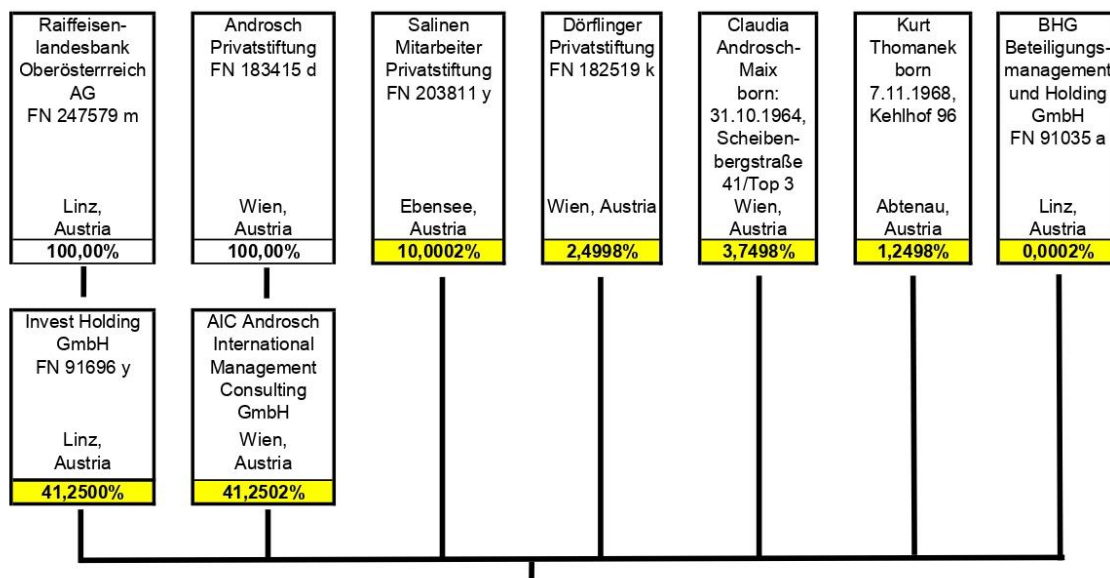 Raiffeisen-
landesbank
Oberösterrreich
AG
FN 247579 m
Linz,
Austria
100,00%
Androsch
Privatstiftung
FN 183415 d
Wien,
Austria
100,00%
Salinen
Mitarbeiter
Privatstiftung
FN 203811 y
Ebensee,
Austria
10,0002%
Dörflinger
Privatstiftung
FN 182519 k
Wien, Austria
2,4998%
Claudia
Androsch-
Maix
born:
31.10.1964,
Scheiben-
bergstraße
41/Top 3
Wien,
Austria
3,7498%
Kurt
Thomanek
born
7.11.1968,
Kehlhof 96
Abtenau,
Austria
1,2498%
BHG
Beteiligungs-
management
und Holding
GmbH
FN 91035 a
Linz,
Austria
0,0002%
Invest Holding
GmbH
FN 91696 y
Linz,
Austria
41,2500%
AIC Androsch
International
Management
Consulting
GmbH
Wien,
Austria
41,2502%